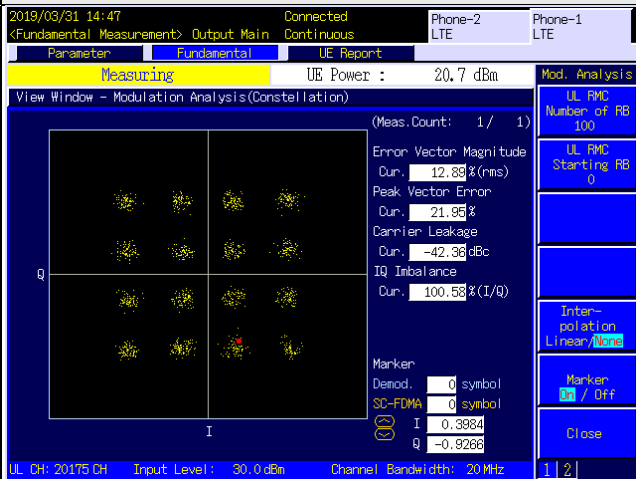 2019/03/31 14:47 Connected Phone-2 Phone-1
<Fundamental Measurement> Output Main Continuous LTE LTE
Parameter Fundamental UE Report
Measuring UE Power : 20.7 dBm Mod. Analysis
View Window - Modulation Analysis(Constellation)
(Meas.Count: 1/ 1)
Error Vector Magnitude
Cur. 12.89 %(rms)
Peak Vector Error
Cur. 21.95 %
Carrier Leakage
Cur. -42.36 dBc
IQ Imbalance
Cur. 100.58 %(I/Q)
Q
I
Marker
Demod. 0 symbol
SC-FDMA 0 symbol
I 0.3984
Q -0.9266
UL RMC
Number of RB
100
UL RMC
Starting RB
0
Inter-
polation
Linear/None
Marker
On / Off
Close
UL CH: 20175 CH Input Level: 30.0 dBm Channel Bandwidth: 20 MHz 1 2